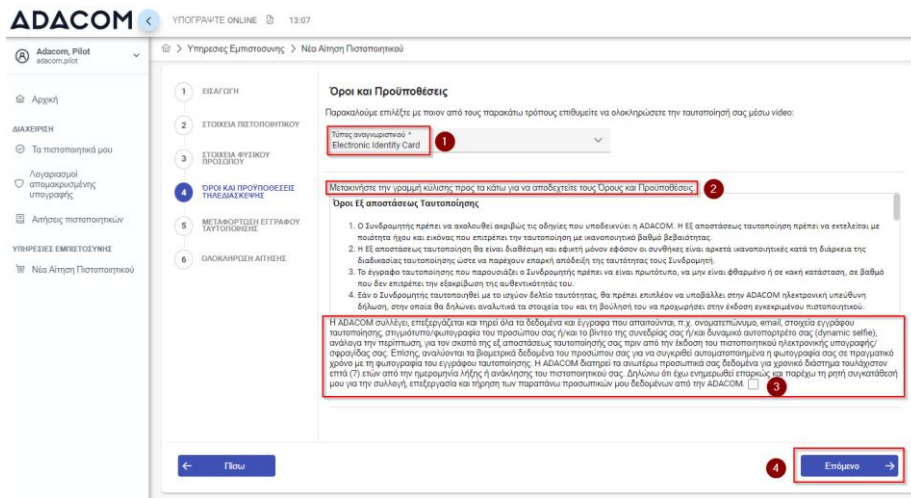 ADACOM
ΥΠΟΓΡΑΨΤΕ ONLINE 13:07
Adacom, Pilot
adacom.pilot
Αρχική
ΔΙΑΧΕΙΡΙΣΗ
Τα πιστοποιητικά μου
Λογαριασμοί
απομακρυσμένης
υπογραφής
Αιτήσεις πιστοποιητικών
ΥΠΗΡΕΣΙΕΣ ΕΜΠΙΣΤΟΣΥΝΗΣ
Νέα Αίτηση Πιστοποιητικού
Υπηρεσιες Εμπιστοσυνης > Νέα Αίτηση Πιστοποιητικού
1 ΕΙΣΑΓΩΓΗ
2 ΣΤΟΙΧΕΙΑ ΠΙΣΤΟΠΟΙΗΤΙΚΟΥ
3 ΣΤΟΙΧΕΙΑ ΦΥΣΙΚΟΥ
ΠΡΟΣΩΠΟΥ
4 ΌΡΟΙ ΚΑΙ ΠΡΟΫΠΟΘΕΣΕΙΣ
ΤΗΛΕΔΙΑΣΚΕΨΗΣ
5 ΜΕΤΑΦΟΡΤΩΣΗ ΕΓΓΡΑΦΟΥ
ΤΑΥΤΟΠΟΙΗΣΗΣ
6 ΟΛΟΚΛΗΡΩΣΗ ΑΙΤΗΣΗΣ
Όροι και Προϋποθέσεις
Παρακαλούμε επιλέξτε με ποιον από τους παρακάτω τρόπους επιθυμείτε να ολοκληρώσετε την ταυτοποίησή σας μέσω video:
Τύπος αναγνωριστικού *
Electronic Identity Card
1
Μετακινήστε την γραμμή κύλισης προς τα κάτω για να αποδεχτείτε τους Όρους και Προϋποθέσεις.
2
Όροι Εξ αποστάσεως Ταυτοποίησης
1. Ο Συνδρομητής πρέπει να ακολουθεί ακριβώς τις οδηγίες που υποδεικνύει η ADACOM. Η Εξ αποστάσεως ταυτοποίηση πρέπει να εκτελείται με
ποιότητα ήχου και εικόνας που επιτρέπει την ταυτοποίηση με ικανοποιητικό βαθμό βεβαιότητας.
2. Η Εξ αποστάσεως ταυτοποίηση θα είναι διαθέσιμη και εφικτή μόνον εφόσον οι συνθήκες είναι αρκετά ικανοποιητικές κατά τη διάρκεια της
διαδικασίας ταυτοποίησης ώστε να παρέχουν επαρκή απόδειξη της ταυτότητας τους Συνδρομητή.
3. Το έγγραφο ταυτοποίησης που παρουσιάζει ο Συνδρομητής πρέπει να είναι πρωτότυπο, να μην είναι φθαρμένο ή σε κακή κατάσταση, σε βαθμό
που δεν επιτρέπει την εξακρίβωση της αυθεντικότητάς του.
4. Εάν ο Συνδρομητής ταυτοποιηθεί με το ισχύον δελτίο ταυτότητας, θα πρέπει επιπλέον να υποβάλλει στην ADACOM ηλεκτρονική υπεύθυνη
δήλωση, στην οποία θα δηλώνει αναλυτικά τα στοιχεία του και τη βούλησή του να προχωρήσει στην έκδοση εγκεκριμένου πιστοποιητικού.
Η ADACOM συλλέγει, επεξεργάζεται και τηρεί όλα τα δεδομένα και έγγραφα που απαιτούνται, π.χ. ονοματεπώνυμο, email, στοιχεία εγγράφου
ταυτοποίησης, στιγμιότυπο/φωτογραφία του προσώπου σας ή/και το βίντεο της συνεδρίας σας ή/και δυναμικό αυτοπορτρέτο σας (dynamic selfie),
ανάλογα την περίπτωση, για τον σκοπό της εξ αποστάσεως ταυτοποίησής σας πριν από την έκδοση του πιστοποιητικού ηλεκτρονικής υπογραφής/
σφραγίδας σας. Επίσης, αναλύονται τα βιομετρικά δεδομένα του προσώπου σας για να συγκριθεί αυτοματοποιημένα η φωτογραφία σας σε πραγματικό
χρόνο με τη φωτογραφία του εγγράφου ταυτοποίησης. Η ADACOM διατηρεί τα ανωτέρω προσωπικά σας δεδομένα για χρονικό διάστημα τουλάχιστον
επτά (7) ετών από την ημερομηνία λήξης ή ανάκλησης του πιστοποιητικού σας. Δηλώνω ότι έχω ενημερωθεί επαρκώς και παρέχω τη ρητή συγκατάθεσή
μου για την συλλογή, επεξεργασία και τήρηση των παραπάνω προσωπικών μου δεδομένων από την ADACOM.
3
Πίσω
4
Επόμενο